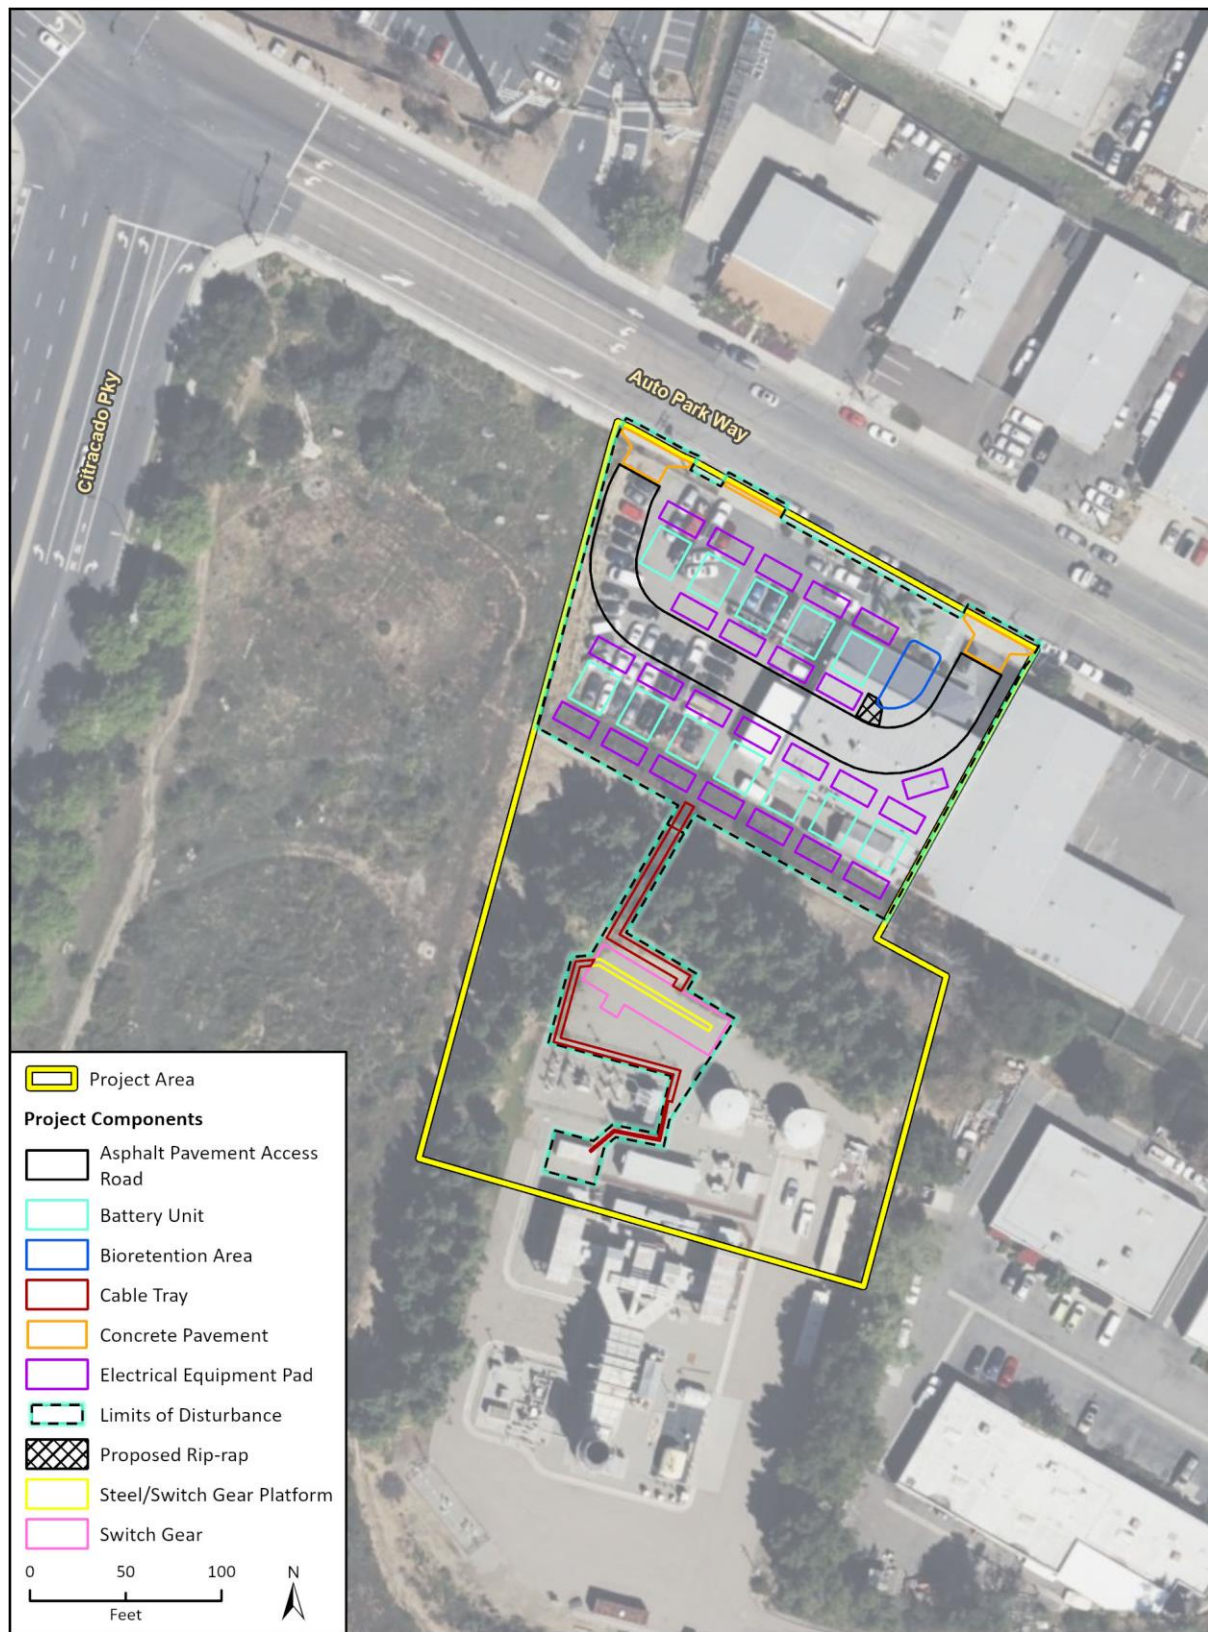 Auto Park Way
Citracado Pky
Project Area
Project Components
Asphalt Pavement Access
Road
Battery Unit
Bioretention Area
Cable Tray
Concrete Pavement
Electrical Equipment Pad
Limits of Disturbance
Proposed Rip-rap
Steel/Switch Gear Platform
Switch Gear
0 50 100
Feet
N